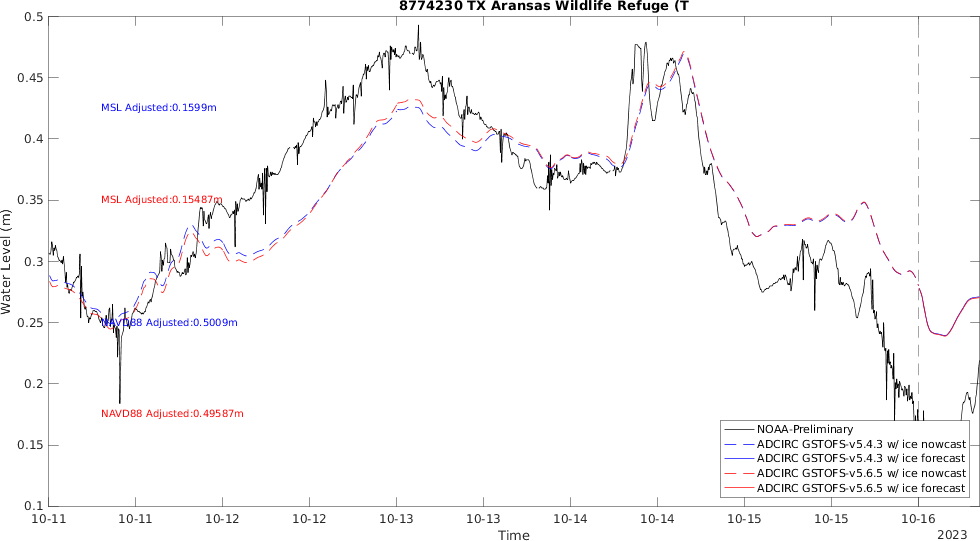 8774230 TX Aransas Wildlife Refuge (T
Water Level (m)
0.5
0.45
0.4
0.35
0.3
0.25
0.2
0.15
0.1
MSL Adjusted:0.1599m
MSL Adjusted:0.15487m
NAVD88 Adjusted:0.5009m
NAVD88 Adjusted:0.49587m
NOAA-Preliminary
ADCIRC GSTOFS-v5.4.3 w/ ice nowcast
ADCIRC GSTOFS-v5.4.3 w/ ice forecast
ADCIRC GSTOFS-v5.6.5 w/ ice nowcast
ADCIRC GSTOFS-v5.6.5 w/ ice forecast
10-11 10-11 10-12 10-12 10-13 10-13 10-14 10-14 10-15 10-15 10-16
Time
2023